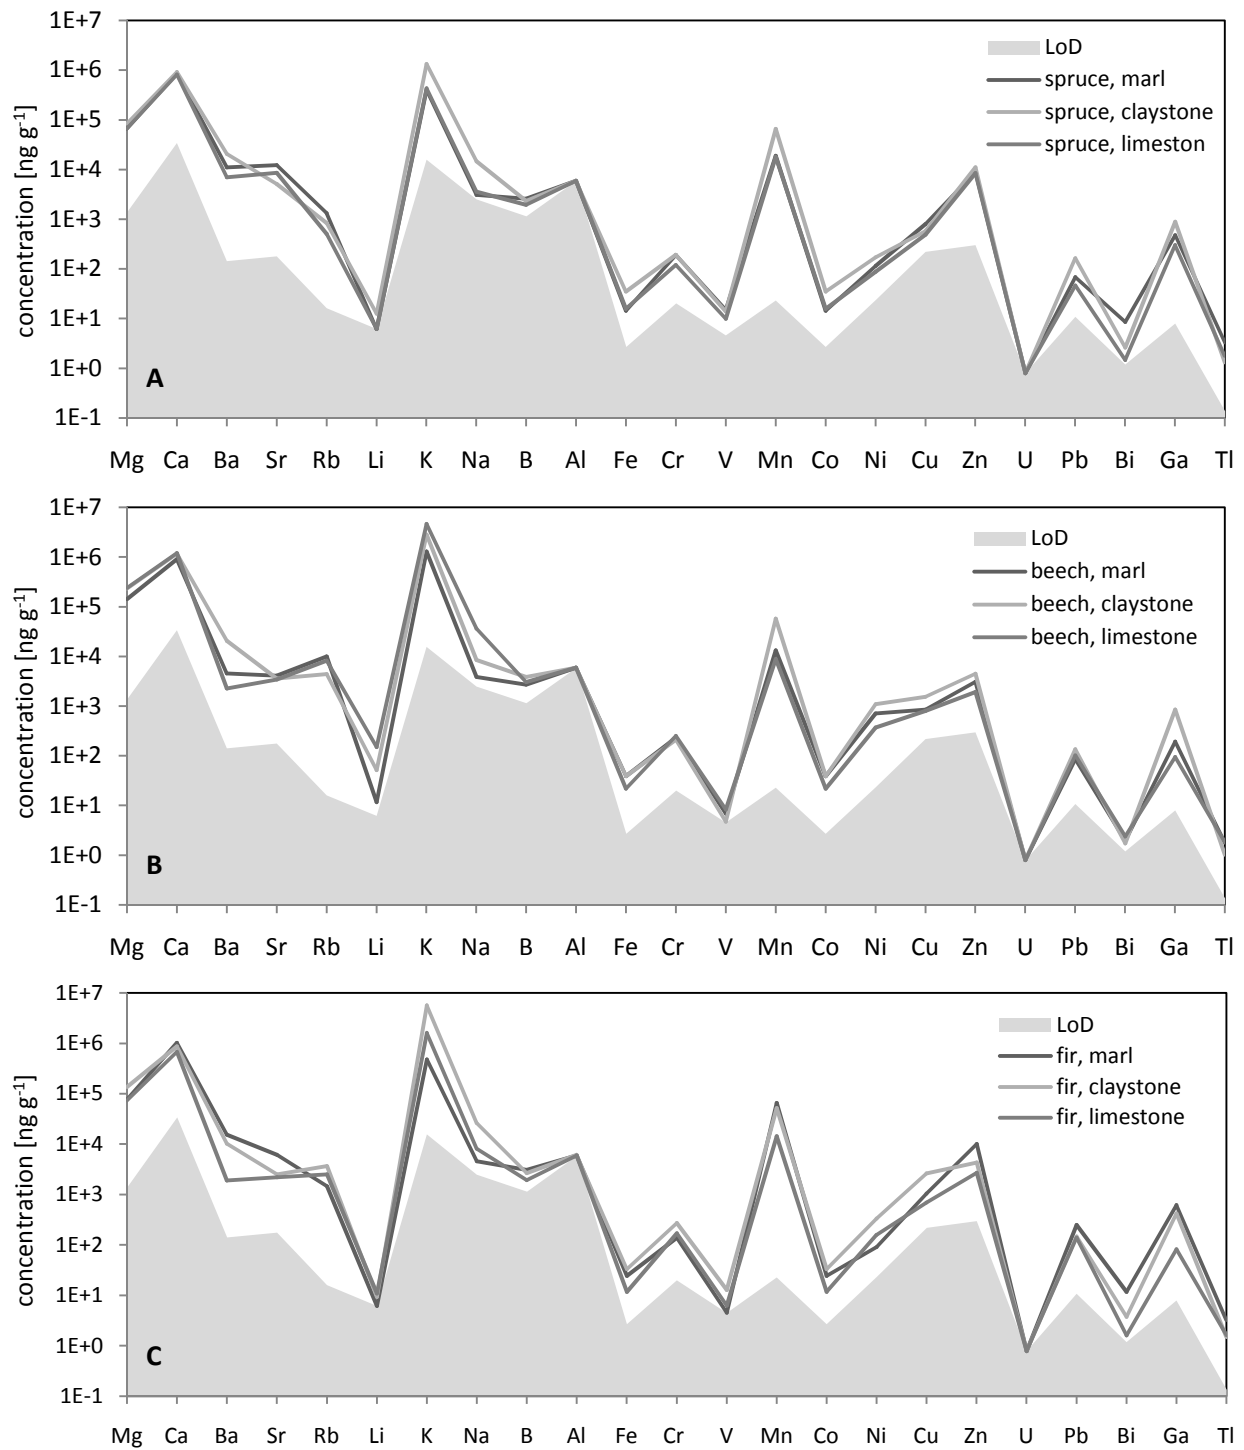 1E+7
1E+6
1E+5
1E+4
1E+3
1E+2
1E+1
1E+0
1E-1
concentration [ng g-1]
LoD
spruce, marl
spruce, claystone
spruce, limeston
A
Mg Ca Ba Sr Rb Li K Na B Al Fe Cr V Mn Co Ni Cu Zn U Pb Bi Ga Tl
1E+7
1E+6
1E+5
1E+4
1E+3
1E+2
1E+1
1E+0
1E-1
concentration [ng g-1]
LoD
beech, marl
beech, claystone
beech, limestone
B
Mg Ca Ba Sr Rb Li K Na B Al Fe Cr V Mn Co Ni Cu Zn U Pb Bi Ga Tl
1E+7
1E+6
1E+5
1E+4
1E+3
1E+2
1E+1
1E+0
1E-1
concentration [ng g-1]
LoD
fir, marl
fir, claystone
fir, limestone
C
Mg Ca Ba Sr Rb Li K Na B Al Fe Cr V Mn Co Ni Cu Zn U Pb Bi Ga Tl